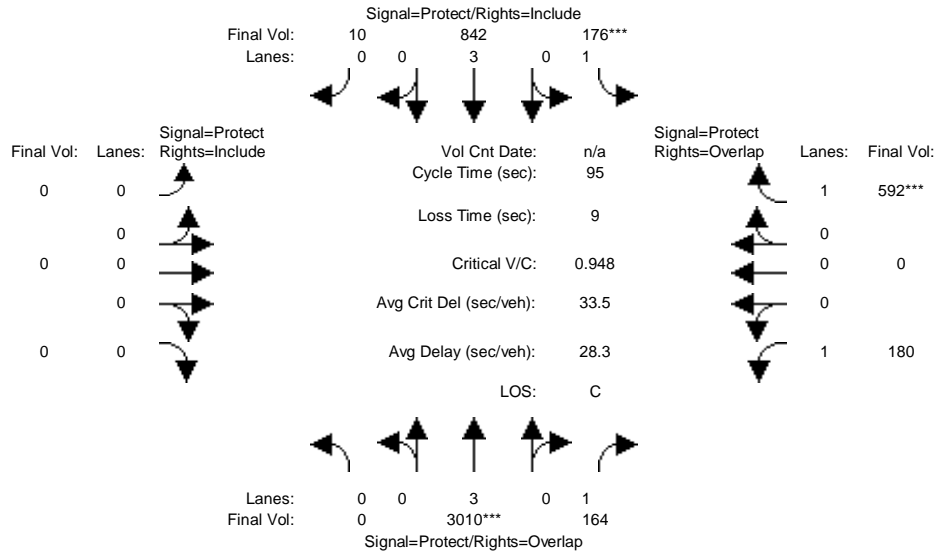 Signal=Protect/Rights=Include
Final Vol: 10 842 176***
Lanes: 0 0 3 0 1
Signal=Protect
Final Vol: Lanes: Rights=Include
Vol Cnt Date: n/a
Signal=Protect
Rights=Overlap Lanes: Final Vol:
Cycle Time (sec): 95
0 0
1 592***
Loss Time (sec): 9
0
0
0 0
Critical V/C: 0.948
0 0
0
Avg Crit Del (sec/veh): 33.5
0
0 0
Avg Delay (sec/veh): 28.3
1 180
LOS: C
Lanes: 0 0 3 0 1
Final Vol: 0 3010*** 164
Signal=Protect/Rights=Overlap